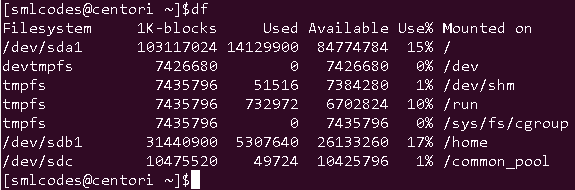 [smlcodes@centori ~]$df
Filesystem     1K-blocks     Used Available Use% Mounted on
/dev/sda1      103117024 14129900  84774784  15% /
devtmpfs         7426680        0   7426680   0% /dev
tmpfs            7435796    51516   7384280   1% /dev/shm
tmpfs            7435796   732972   6702824  10% /run
tmpfs            7435796        0   7435796   0% /sys/fs/cgroup
/dev/sdb1       31440900  5307640  26133260  17% /home
/dev/sdc        10475520    49724  10425796   1% /common_pool
[smlcodes@centori ~]$